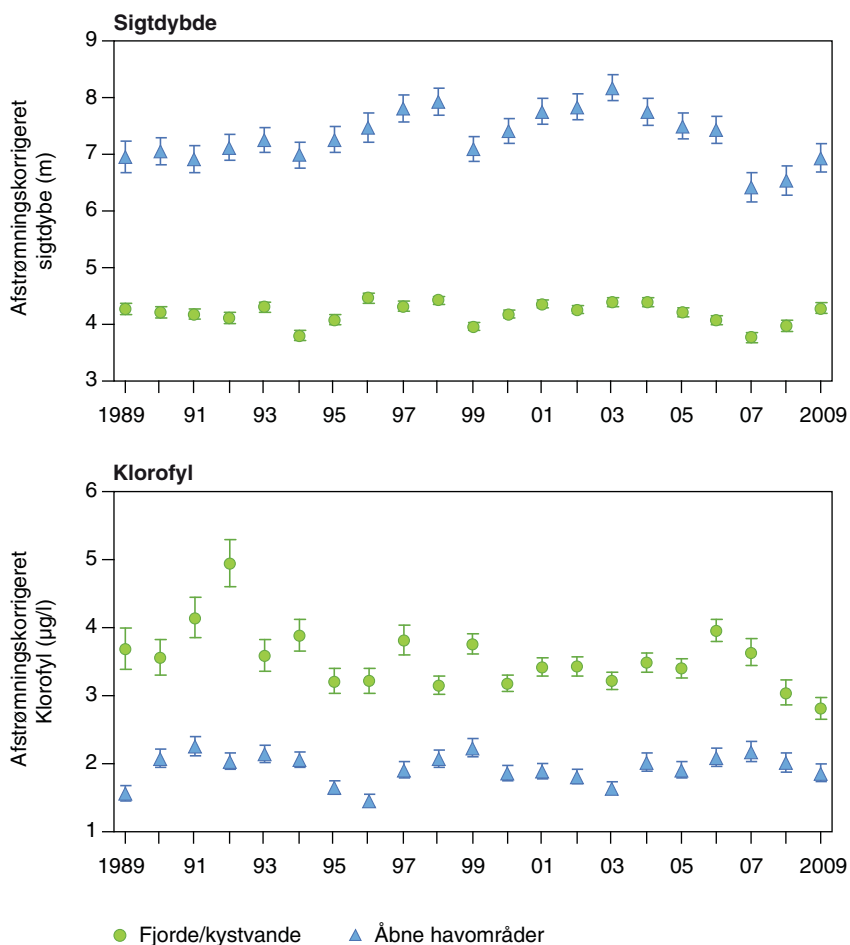 Sigtdybde
Afstrømningskorrigeret
sigtdybe (m)
9
8
7
6
5
4
3
1989 91 93 95 97 99 01 03 05 07 2009
Klorofyl
Afstrømningskorrigeret
Klorofyl (µg/l)
6
5
4
3
2
1
1989 91 93 95 97 99 01 03 05 07 2009
Fjorde/kystvande Åbne havområder